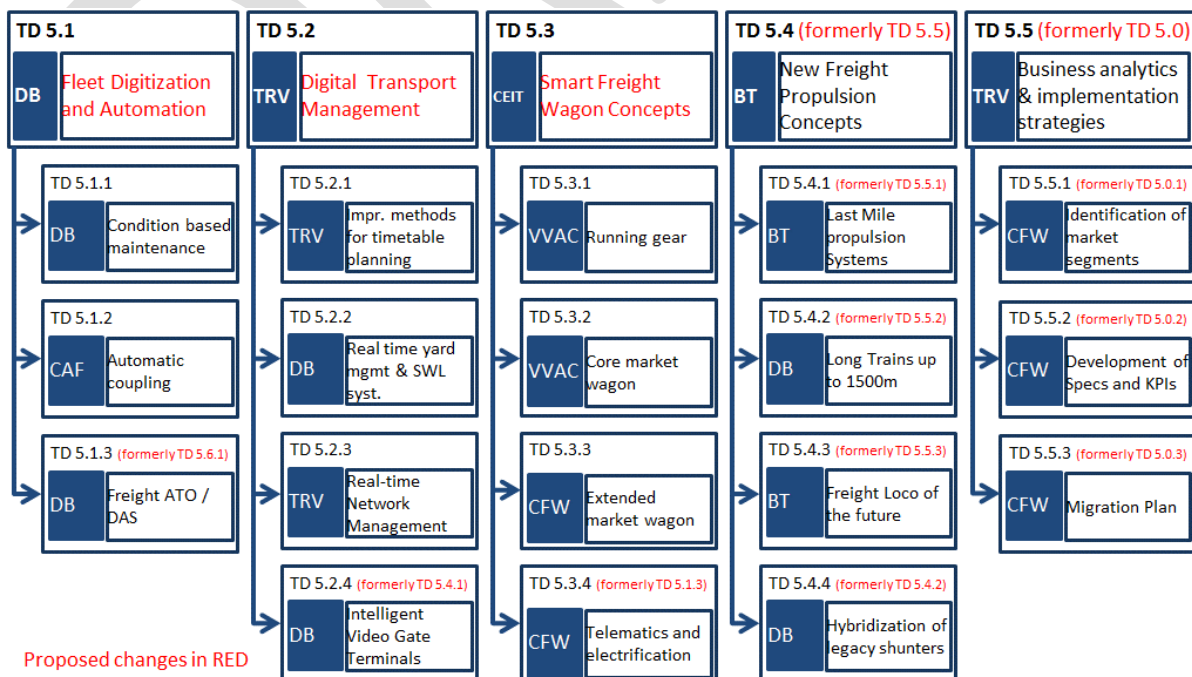 TD 5.1
DB
Fleet Digitization
and Automation
TD 5.1.1
DB
Condition based
maintenance
TD 5.1.2
CAF
Automatic
coupling
TD 5.1.3 (formerly TD 5.6.1)
DB
Freight ATO /
DAS
TD 5.2
TRV
Digital Transport
Management
TD 5.2.1
TRV
Impr. methods
for timetable
planning
TD 5.2.2
DB
Real time yard
mgmt & SWL
syst.
TD 5.2.3
TRV
Real-time
Network
Management
TD 5.2.4 (formerly TD 5.4.1)
DB
Intelligent
Video Gate
Terminals
TD 5.3
CEIT
Smart Freight
Wagon Concepts
TD 5.3.1
VVAC
Running gear
TD 5.3.2
VVAC
Core market
wagon
TD 5.3.3
CFW
Extended
market wagon
TD 5.3.4 (formerly TD 5.1.3)
CFW
Telematics and
electrification
TD 5.4 (formerly TD 5.5)
BT
New Freight
Propulsion
Concepts
TD 5.4.1 (formerly TD 5.5.1)
BT
Last Mile
propulsion
Systems
TD 5.4.2 (formerly TD 5.5.2)
DB
Long Trains up
to 1500m
TD 5.4.3 (formerly TD 5.5.3)
BT
Freight Loco of
the future
TD 5.4.4 (formerly TD 5.4.2)
DB
Hybridization of
legacy shunters
TD 5.5 (formerly TD 5.0)
TRV
Business analytics
& implementation
strategies
TD 5.5.1 (formerly TD 5.0.1)
CFW
Identification of
market
segments
TD 5.5.2 (formerly TD 5.0.2)
CFW
Development of
Specs and KPIs
TD 5.5.3 (formerly TD 5.0.3)
CFW
Migration Plan
Proposed changes in RED